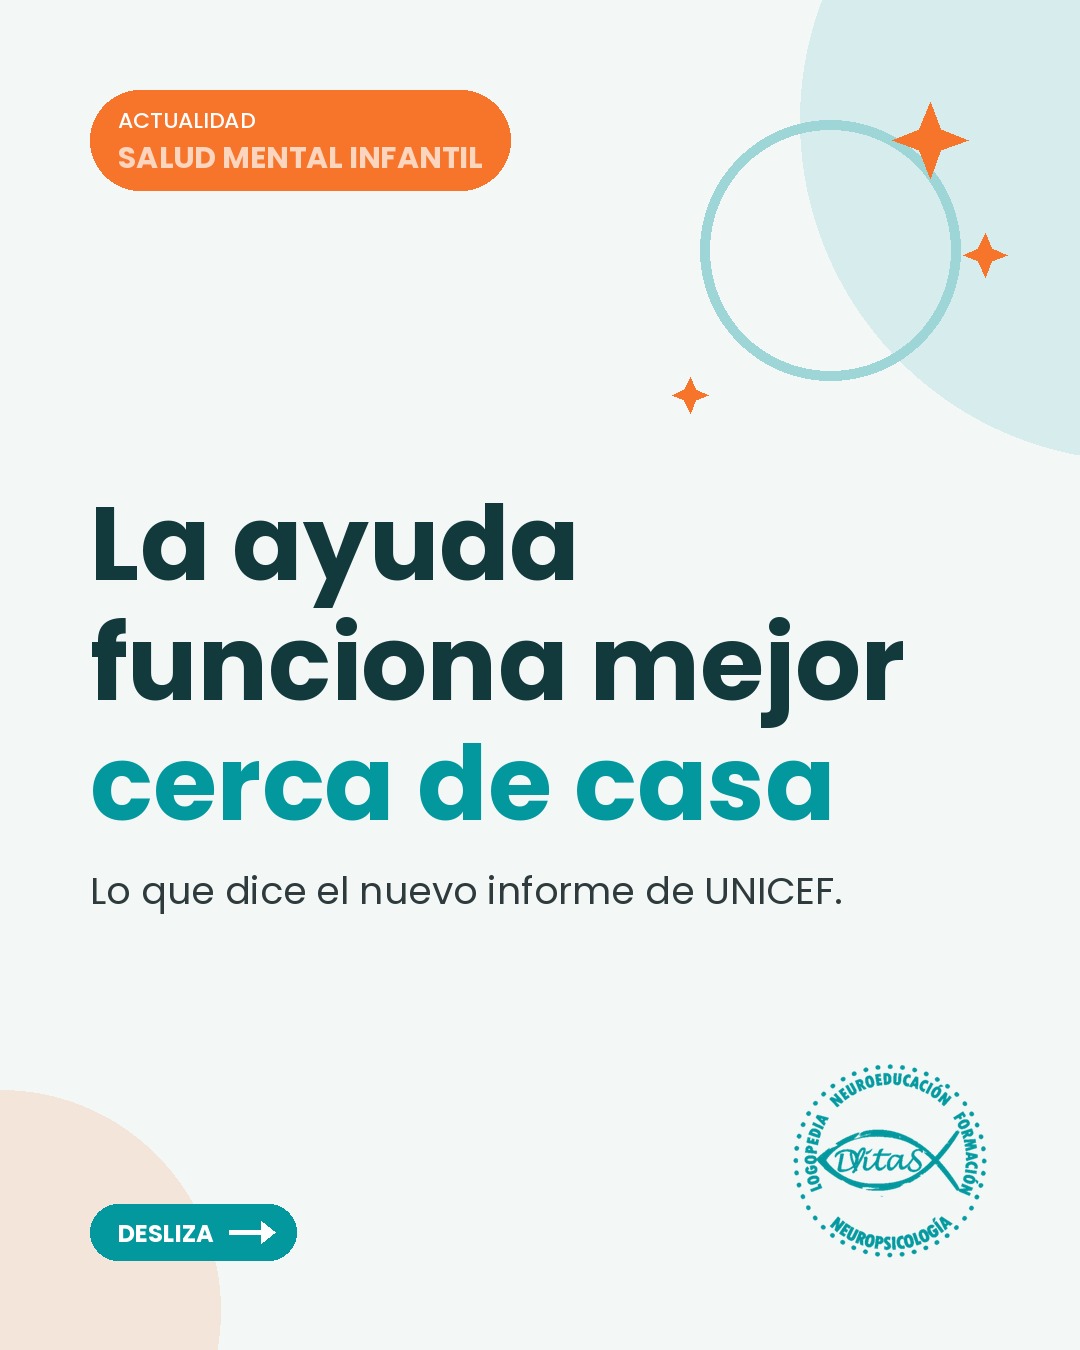 ACTUALIDAD
SALUD MENTAL INFANTIL
La ayuda
funciona mejor
cerca de casa
Lo que dice el nuevo informe de UNICEF.
DESLIZA
LOGOPEDIA NEUROEDUCACIÓN FORMACIÓN
NEUROPSICOLOGÍA